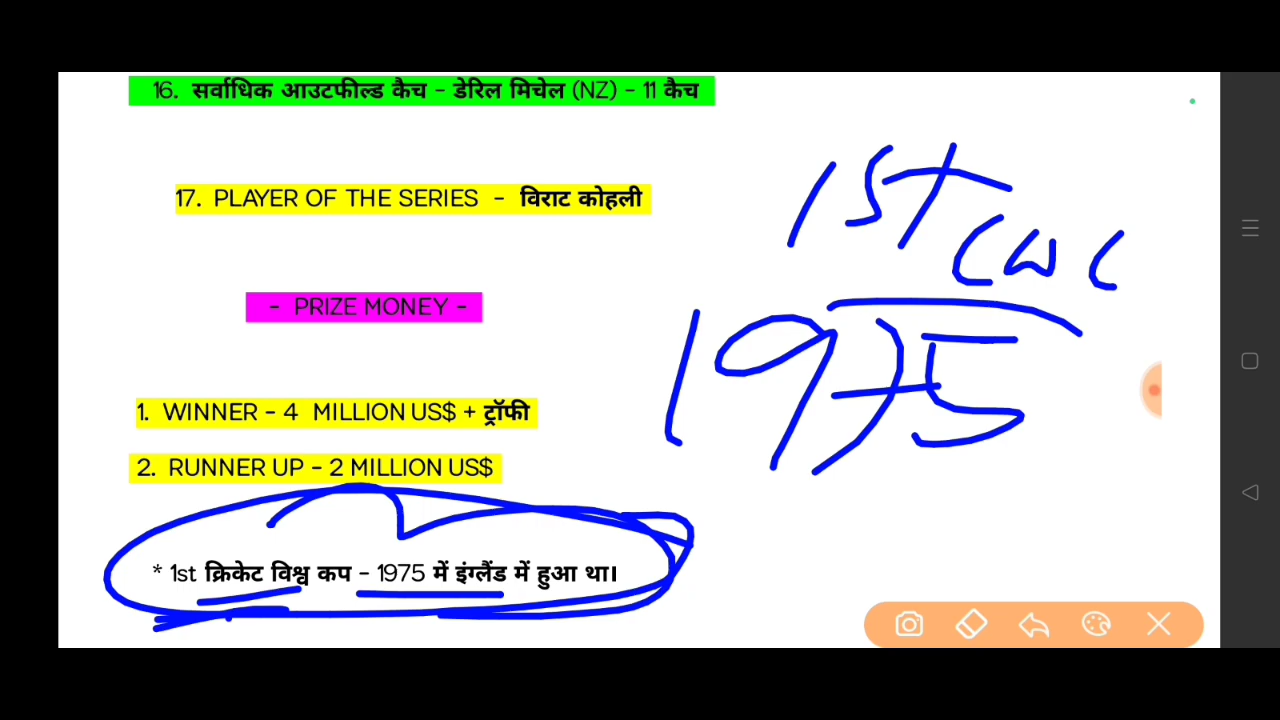 16. सर्वाधिक आउटफील्ड कैच - डेरिल मिचेल (NZ) - 11 कैच
17. PLAYER OF THE SERIES - विराट कोहली
1ST
CWC
1975
- PRIZE MONEY -
1. WINNER - 4 MILLION US$ + ट्रॉफी
2. RUNNER UP - 2 MILLION US$
* 1st क्रिकेट विश्व कप - 1975 में इंग्लैंड में हुआ था।